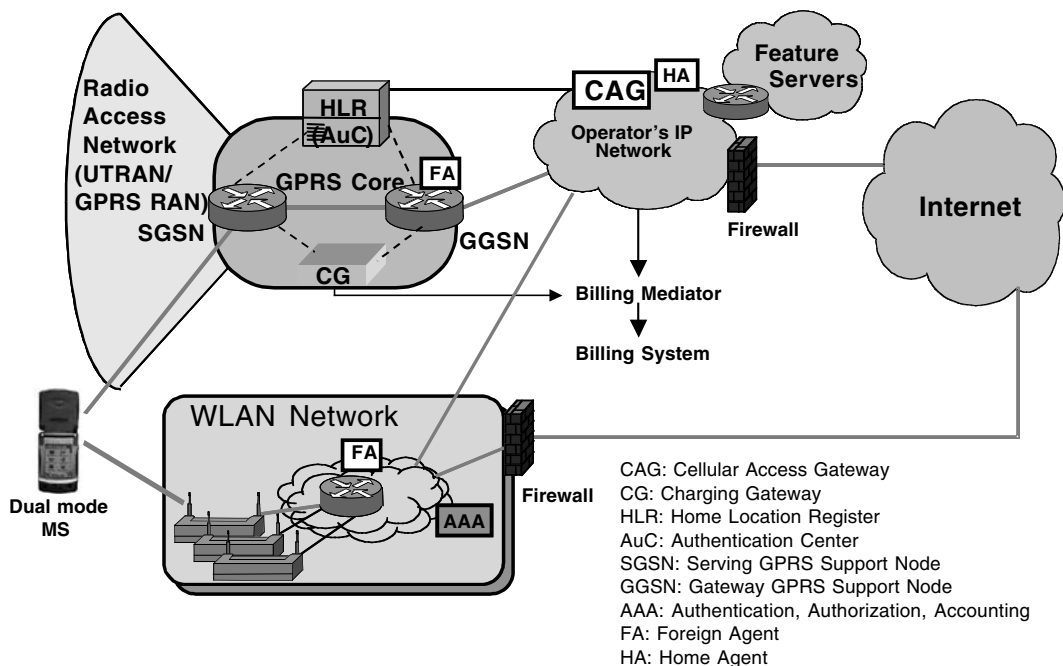 Radio
Access
Network
(UTRAN/
GPRS RAN)
HLR
(AuC)
GPRS Core
FA
SGSN
GGSN
CG
CAG
HA
Feature
Servers
Operator's IP
Network
Firewall
Internet
Billing Mediator
Billing System
Dual mode
MS
WLAN Network
FA
AAA
Firewall
CAG: Cellular Access Gateway
CG: Charging Gateway
HLR: Home Location Register
AuC: Authentication Center
SGSN: Serving GPRS Support Node
GGSN: Gateway GPRS Support Node
AAA: Authentication, Authorization, Accounting
FA: Foreign Agent
HA: Home Agent